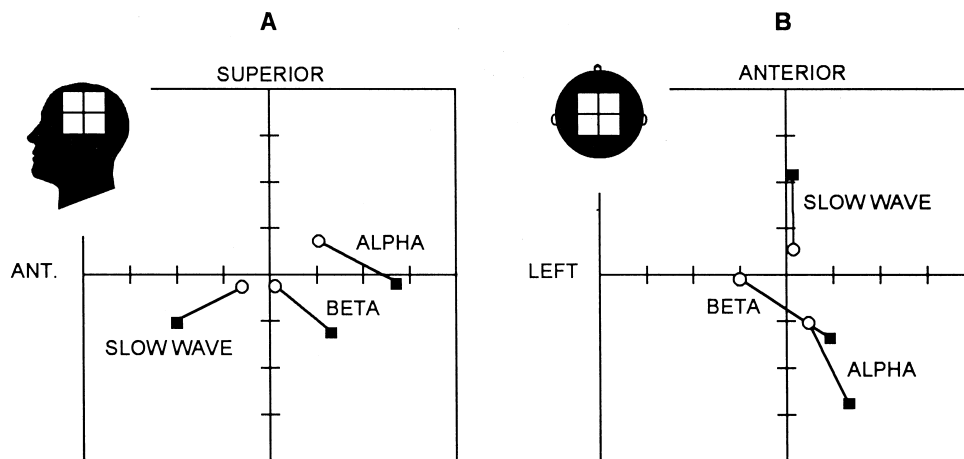 A
SUPERIOR
ANT.
ALPHA
BETA
SLOW WAVE
B
ANTERIOR
SLOW WAVE
LEFT
BETA
ALPHA